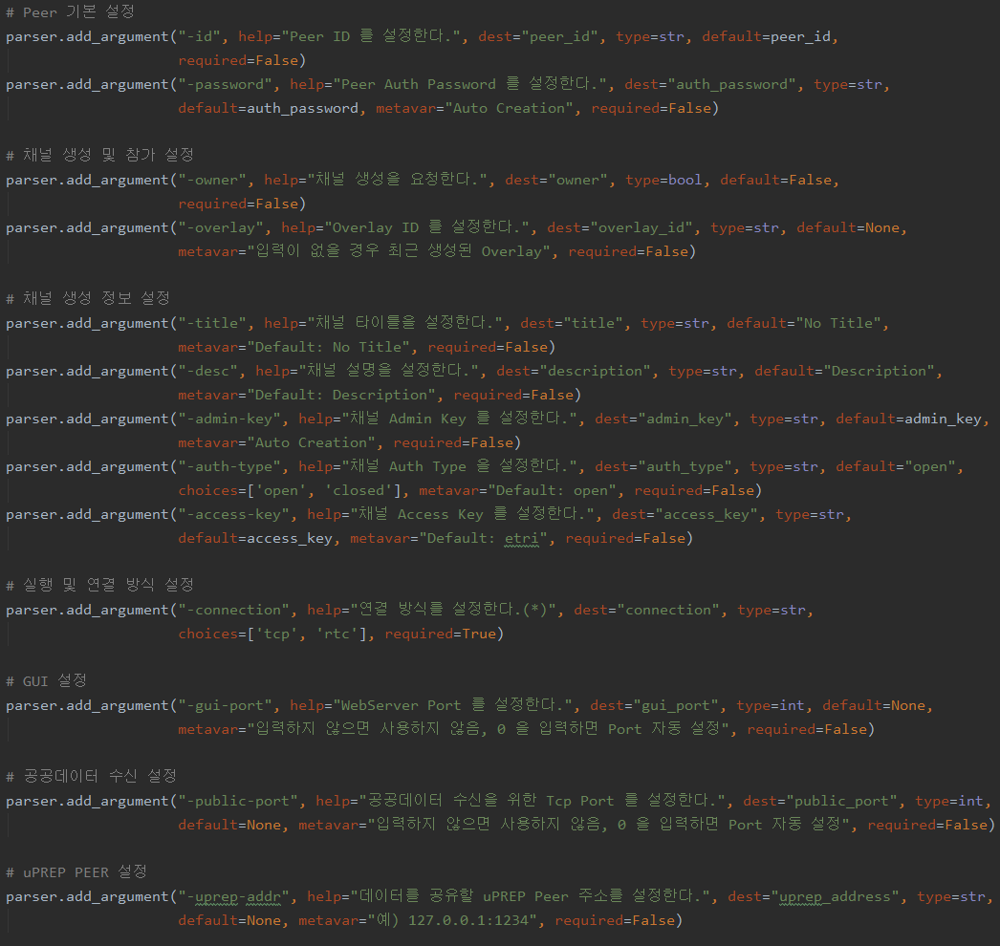 # Peer 기본 설정
parser.add_argument("-id", help="Peer ID 를 설정한다.", dest="peer_id", type=str, default=peer_id,
required=False)
parser.add_argument("-password", help="Peer Auth Password 를 설정한다.", dest="auth_password", type=str,
default=auth_password, metavar="Auto Creation", required=False)
# 채널 생성 및 참가 설정
parser.add_argument("-owner", help="채널 생성을 요청한다.", dest="owner", type=bool, default=False,
required=False)
parser.add_argument("-overlay", help="Overlay ID 를 설정한다.", dest="overlay_id", type=str, default=None,
metavar="입력이 없을 경우 최근 생성된 Overlay", required=False)
# 채널 생성 정보 설정
parser.add_argument("-title", help="채널 타이틀을 설정한다.", dest="title", type=str, default="No Title",
metavar="Default: No Title", required=False)
parser.add_argument("-desc", help="채널 설명을 설정한다.", dest="description", type=str, default="Description",
metavar="Default: Description", required=False)
parser.add_argument("-admin-key", help="채널 Admin Key 를 설정한다.", dest="admin_key", type=str, default=admin_key,
metavar="Auto Creation", required=False)
parser.add_argument("-auth-type", help="채널 Auth Type 을 설정한다.", dest="auth_type", type=str, default="open",
choices=['open', 'closed'], metavar="Default: open", required=False)
parser.add_argument("-access-key", help="채널 Access Key 를 설정한다.", dest="access_key", type=str,
default=access_key, metavar="Default: etri", required=False)
# 실행 및 연결 방식 설정
parser.add_argument("-connection", help="연결 방식를 설정한다.(*)", dest="connection", type=str,
choices=['tcp', 'rtc'], required=True)
# GUI 설정
parser.add_argument("-gui-port", help="WebServer Port 를 설정한다.", dest="gui_port", type=int, default=None,
metavar="입력하지 않으면 사용하지 않음, 0 을 입력하면 Port 자동 설정", required=False)
# 공공데이터 수신 설정
parser.add_argument("-public-port", help="공공데이터 수신을 위한 Tcp Port 를 설정한다.", dest="public_port", type=int,
default=None, metavar="입력하지 않으면 사용하지 않음, 0 을 입력하면 Port 자동 설정", required=False)
# uPREP PEER 설정
parser.add_argument("-uprep-addr", help="데이터를 공유할 uPREP Peer 주소를 설정한다.", dest="uprep_address", type=str,
default=None, metavar="예) 127.0.0.1:1234", required=False)